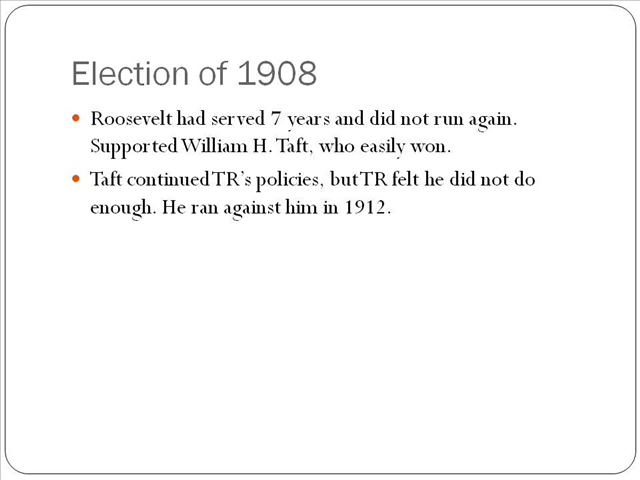 Election of 1908
• Roosevelt had served 7 years and did not run again.
Supported William H. Taft, who easily won.
• Taft continued TR’s policies, but TR felt he did not do
enough. He ran against him in 1912.